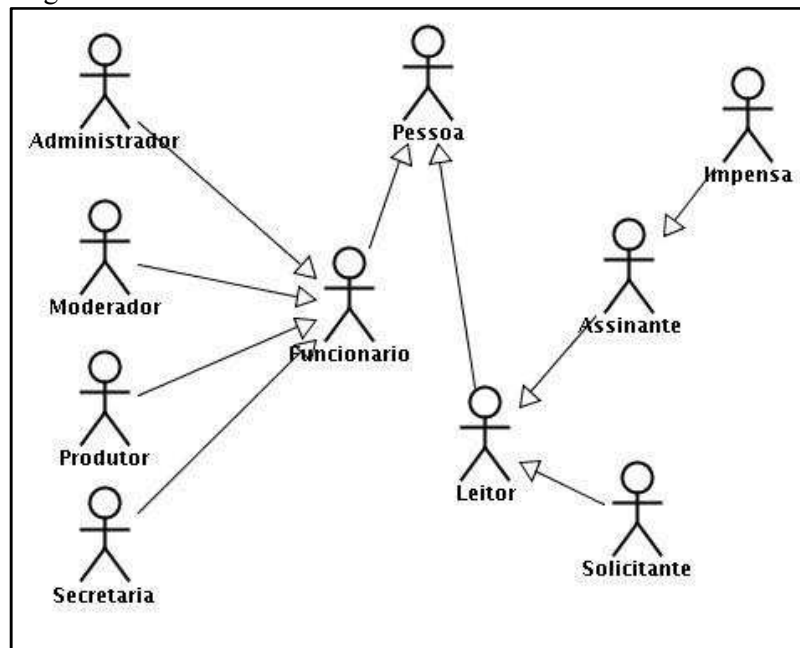 Administrador
Pessoa
Impensa
Moderador
Funcionario
Assinante
Produtor
Leitor
Solicitante
Secretaria